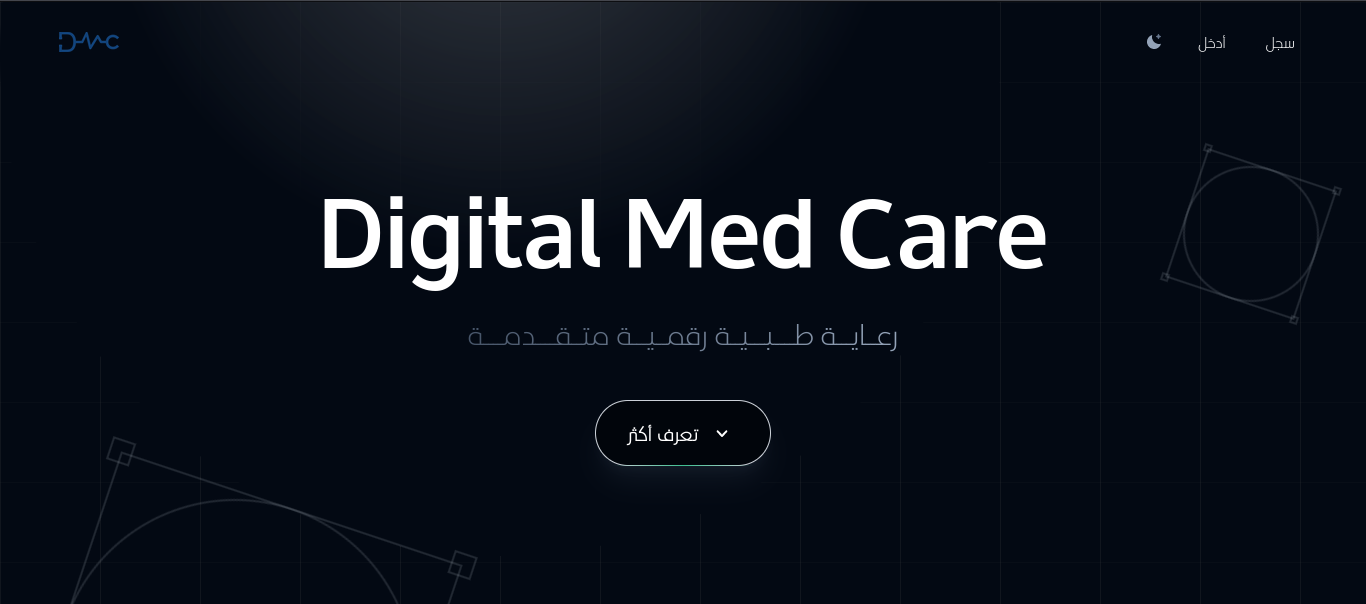 DMC
سجل
أدخل
Digital Med Care
رعـايـة طـبـيـة رقمـيـة متـقـدمـة
تعرف أكثر